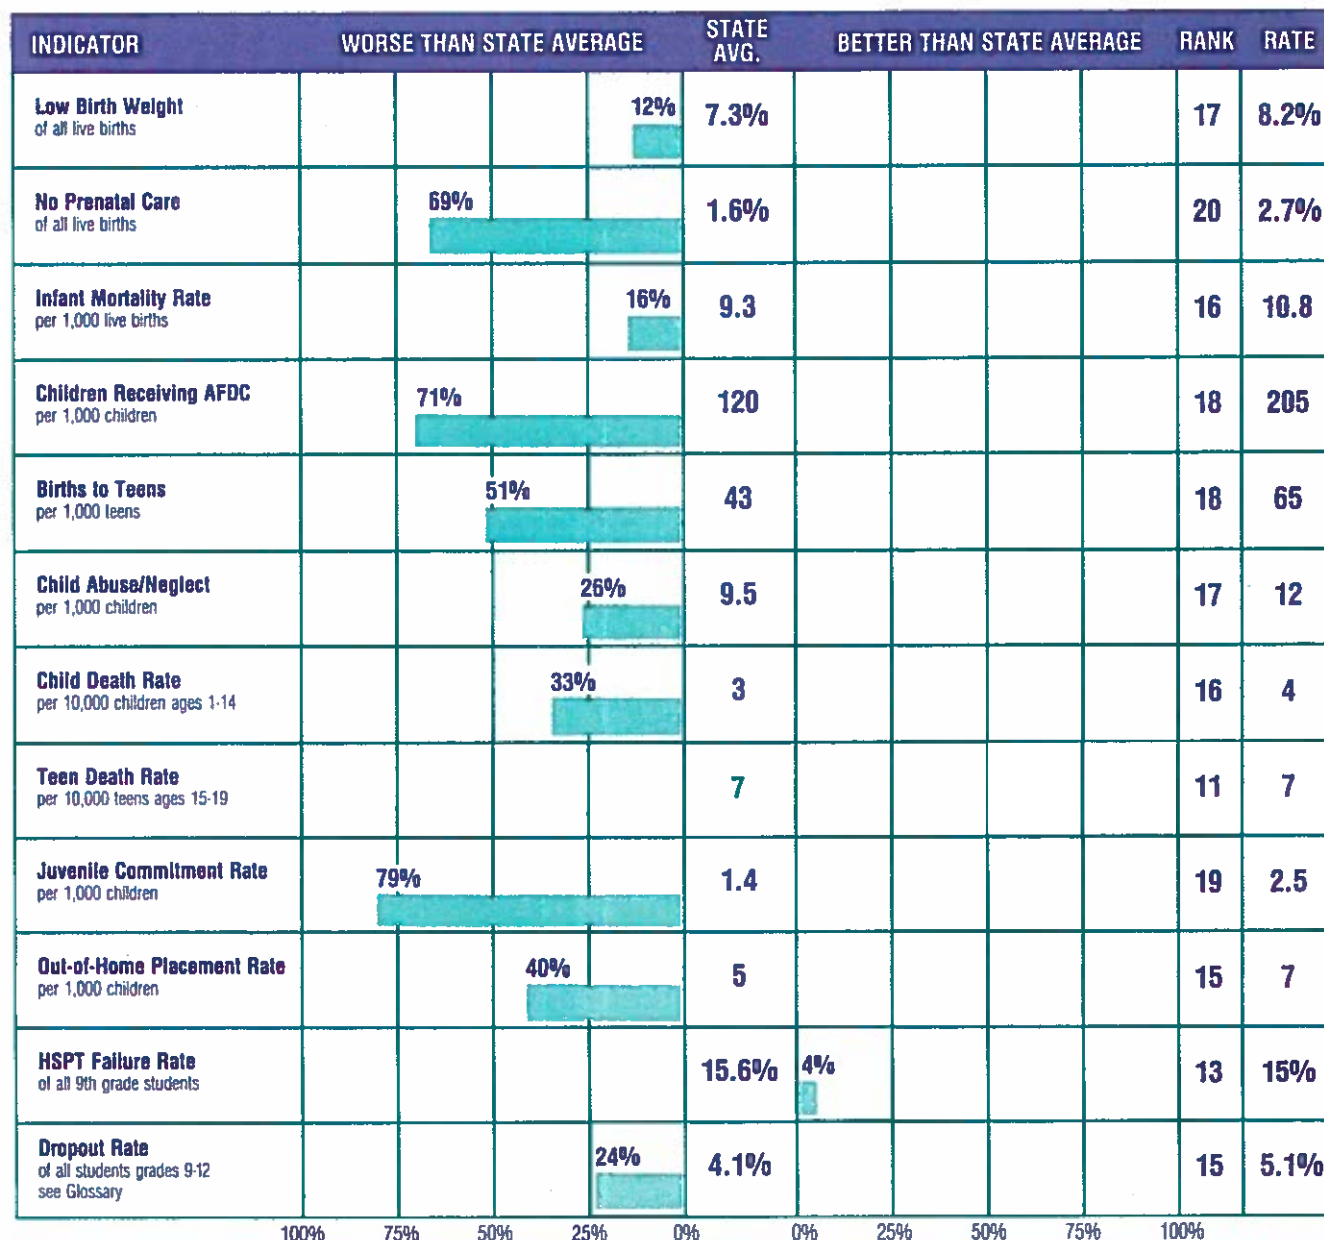 INDICATOR WORSE THAN STATE AVERAGE STATE AVG. BETTER THAN STATE AVERAGE RANK RATE
Low Birth Weight 12% 7.3% 17 8.2%
of all live births
No Prenatal Care 69% 1.6% 20 2.7%
of all live births
Infant Mortality Rate 16% 9.3 16 10.8
per 1,000 live births
Children Receiving AFDC 71% 120 18 205
per 1,000 children
Births to Teens 51% 43 18 65
per 1,000 teens
Child Abuse/Neglect 26% 9.5 17 12
per 1,000 children
Child Death Rate 33% 3 16 4
per 10,000 children ages 1-14
Teen Death Rate 7 11 7
per 10,000 teens ages 15-19
Juvenile Commitment Rate 79% 1.4 19 2.5
per 1,000 children
Out-of-Home Placement Rate 40% 5 15 7
per 1,000 children
HSPT Failure Rate 15.6% 4% 13 15%
of all 9th grade students
Dropout Rate 24% 4.1% 15 5.1%
of all students grades 9-12
see Glossary
100% 75% 50% 25% 0% 0% 25% 50% 75% 100%